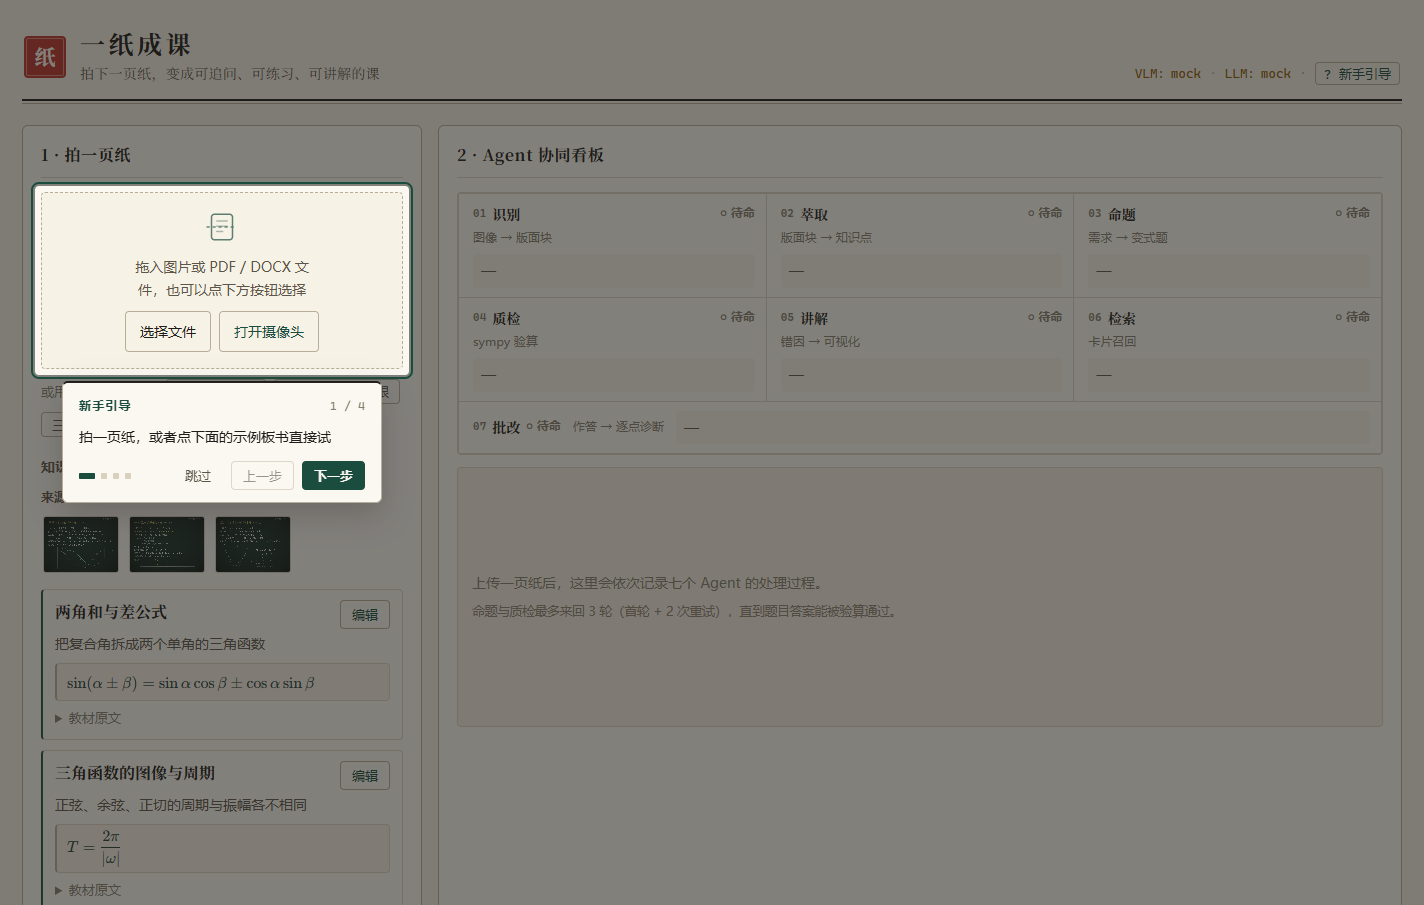 纸
一纸成课
拍下一页纸，变成可追问、可练习、可讲解的课
VLM: mock · LLM: mock · ? 新手引导
1 · 拍一页纸
拖入图片或 PDF / DOCX 文
件，也可以点下方按钮选择
选择文件 打开摄像头
或用
三
新手引导 1 / 4
拍一页纸，或者点下面的示例板书直接试
跳过 上一步 下一步
知识
来源
两角和与差公式 编辑
把复合角拆成两个单角的三角函数
sin(α ± β) = sin α cos β ± cos α sin β
▶ 教材原文
三角函数的图像与周期 编辑
正弦、余弦、正切的周期与振幅各不相同
T = 2π / |ω|
▶ 教材原文
2 · Agent 协同看板
01 识别 待命
图像 → 版面块
—
02 萃取 待命
版面块 → 知识点
—
03 命题 待命
需求 → 变式题
—
04 质检 待命
sympy 验算
—
05 讲解 待命
错因 → 可视化
—
06 检索 待命
卡片召回
—
07 批改 待命 作答 → 逐点诊断 —
上传一页纸后，这里会依次记录七个 Agent 的处理过程。
命题与质检最多来回 3 轮（首轮 + 2 次重试），直到题目答案能被验算通过。